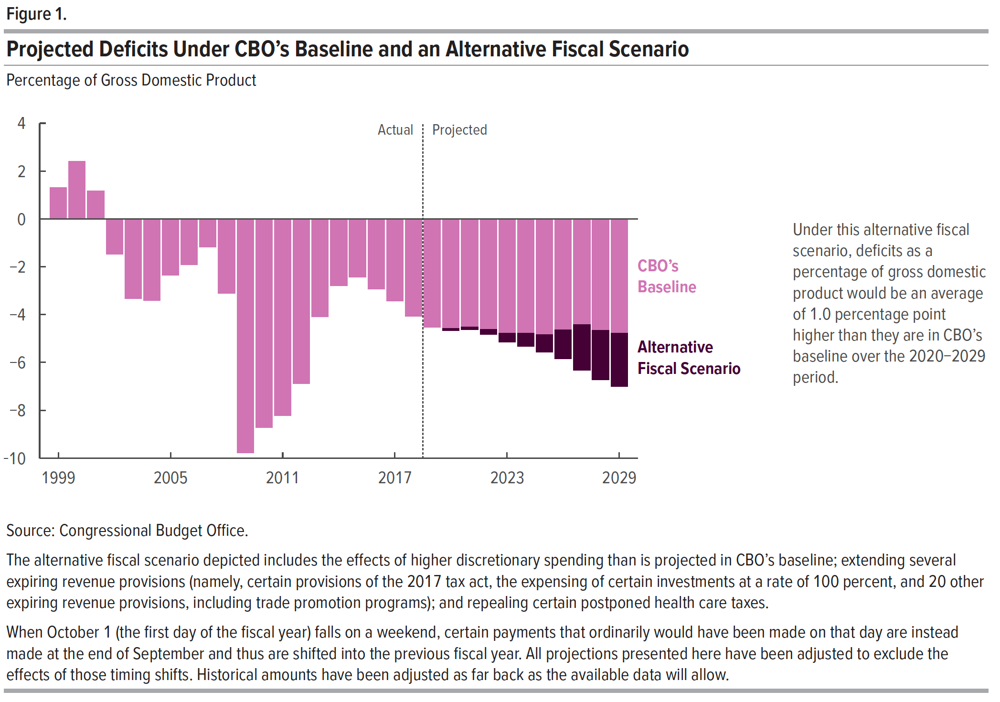 Figure 1.
Projected Deficits Under CBO’s Baseline and an Alternative Fiscal Scenario
Percentage of Gross Domestic Product
4
2
0
−2
−4
−6
−8
-10
Actual
Projected
1999
2005
2011
2017
2023
2029
CBO’s
Baseline
Alternative
Fiscal Scenario
Under this alternative fiscal
scenario, deficits as a
percentage of gross domestic
product would be an average
of 1.0 percentage point
higher than they are in CBO’s
baseline over the 2020–2029
period.
Source: Congressional Budget Office.
The alternative fiscal scenario depicted includes the effects of higher discretionary spending than is projected in CBO’s baseline; extending several
expiring revenue provisions (namely, certain provisions of the 2017 tax act, the expensing of certain investments at a rate of 100 percent, and 20 other
expiring revenue provisions, including trade promotion programs); and repealing certain postponed health care taxes.
When October 1 (the first day of the fiscal year) falls on a weekend, certain payments that ordinarily would have been made on that day are instead
made at the end of September and thus are shifted into the previous fiscal year. All projections presented here have been adjusted to exclude the
effects of those timing shifts. Historical amounts have been adjusted as far back as the available data will allow.